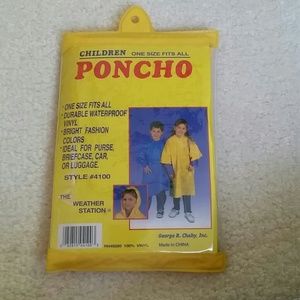 CHILDREN ONE SIZE FITS ALL
PONCHO
• ONE SIZE FITS ALL
• DURABLE WATERPROOF
VINYL
• BRIGHT FASHION
COLORS
• IDEAL FOR PURSE,
BRIEFCASE, CAR,
OR LUGGAGE.
STYLE #4100
THE
WEATHER
STATION
100% VINYL
George R. Chaby, Inc.
Made in CHINA